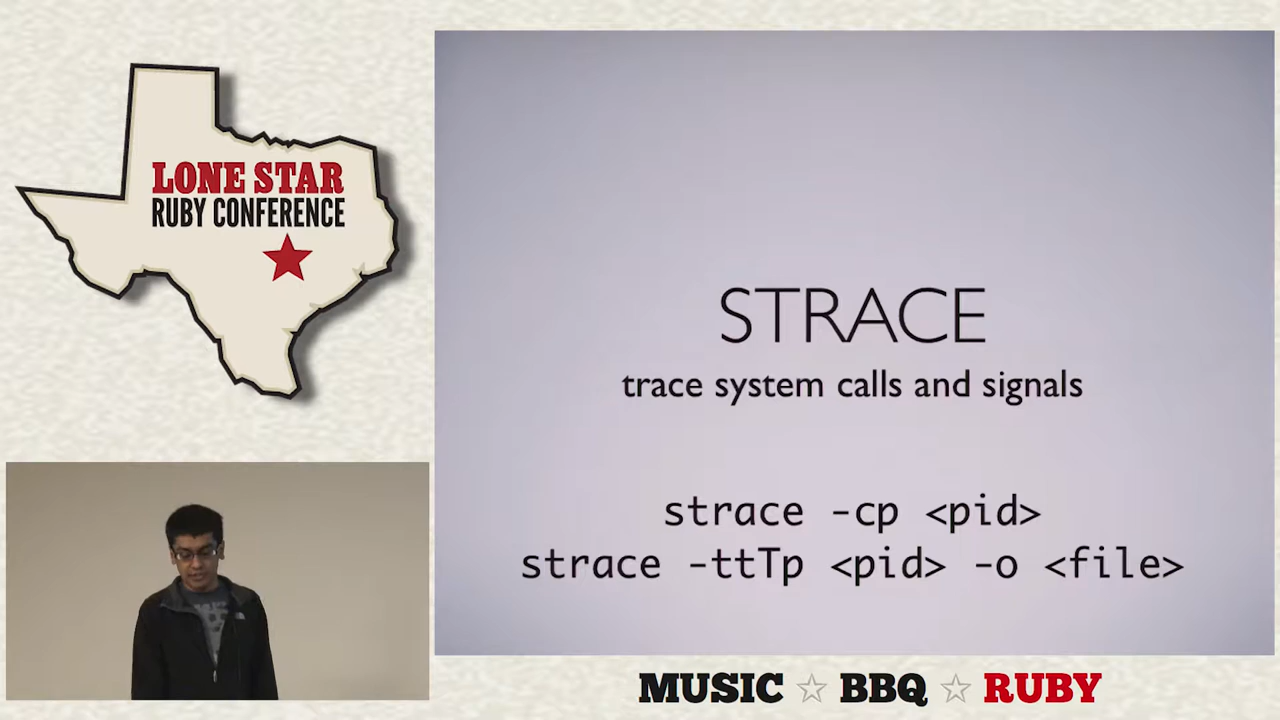 LONE STAR
RUBY CONFERENCE
STRACE
trace system calls and signals
strace -cp <pid>
strace -ttTp <pid> -o <file>
MUSIC ☆ BBQ ☆ RUBY